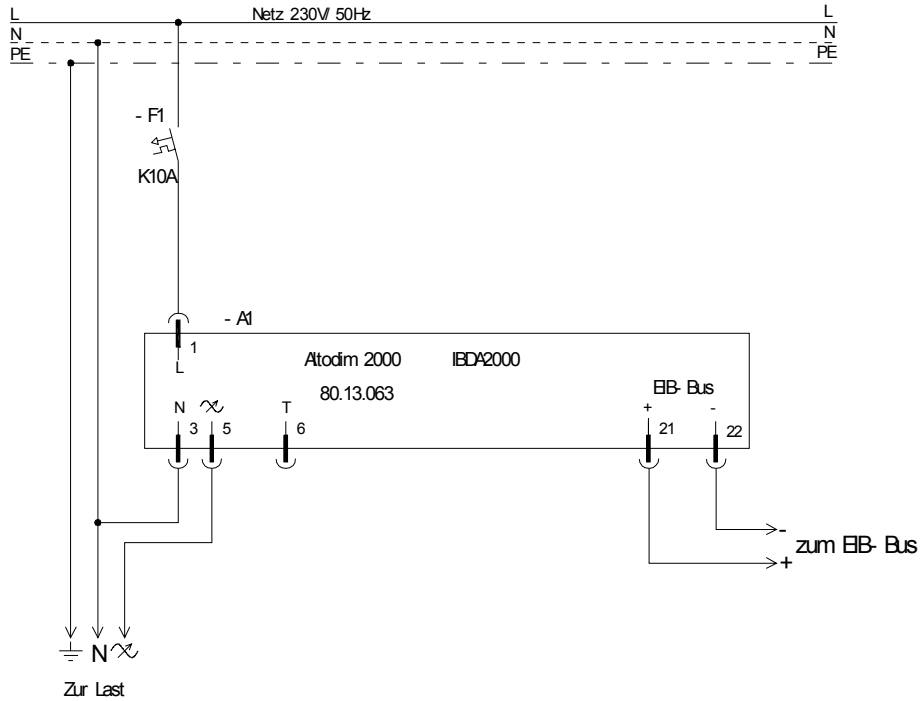 L Netz 230V/ 50Hz L
N N
PE PE
- F1
K10A
- A1
1
L
Altodim 2000 IBDA2000
80.13.063
EIB- Bus
N T + -
3 5 6 21 22
-
zum EIB- Bus
+
N
Zur Last